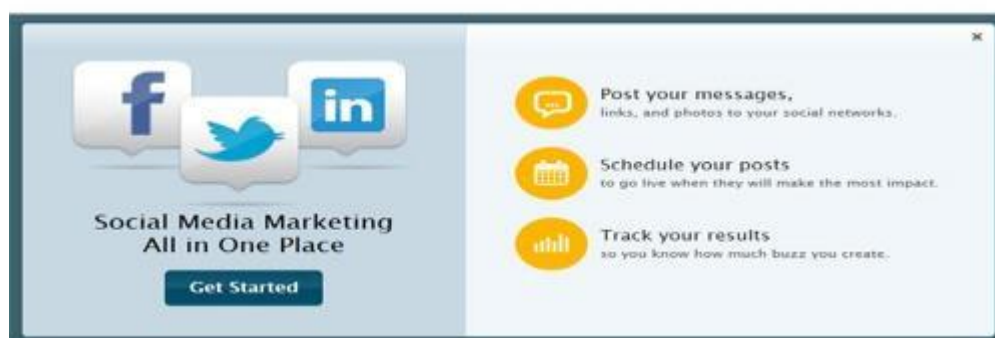 f
in
Social Media Marketing
All in One Place
Get Started
Post your messages,
links, and photos to your social networks.
Schedule your posts
to go live when they will make the most impact.
Track your results
so you know how much buzz you create.